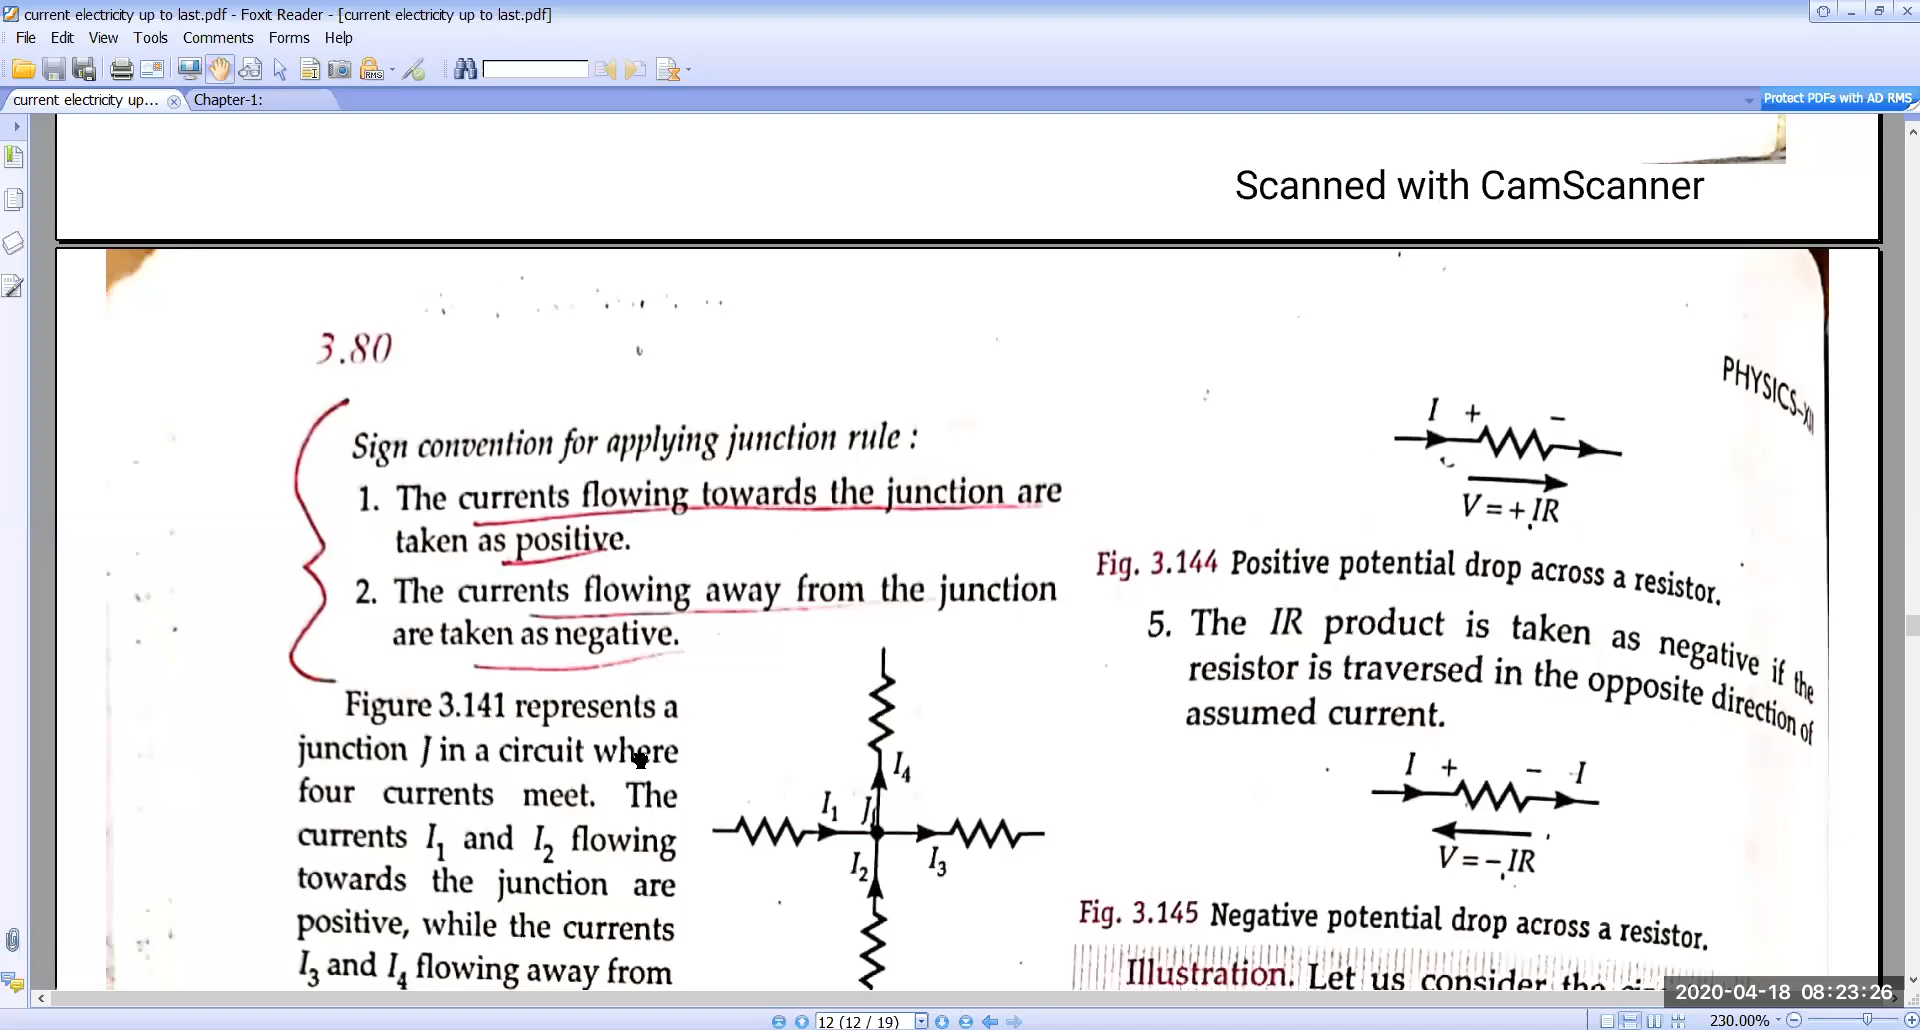 current electricity up to last.pdf - Foxit Reader - [current electricity up to last.pdf]
File Edit View Tools Comments Forms Help
RMS
current electricity up... Chapter-1:
Protect PDFs with AD RMS
Scanned with CamScanner
3.80
PHYSICS-XII
Sign convention for applying junction rule :
1. The currents flowing towards the junction are
taken as positive.
2. The currents flowing away from the junction
are taken as negative.
Figure 3.141 represents a
junction J in a circuit where
four currents meet. The
currents I₁ and I₂ flowing
towards the junction are
positive, while the currents
I₃ and I₄ flowing away from
I₄
I₁ J
I₂ I₃
I + −
V = + IR
Fig. 3.144 Positive potential drop across a resistor.
5. The IR product is taken as negative if the
resistor is traversed in the opposite direction of
assumed current.
I + − I
V = − IR
Fig. 3.145 Negative potential drop across a resistor.
Illustration. Let us consider the
2020-04-18 08:23:26
12 (12 / 19)
230.00%